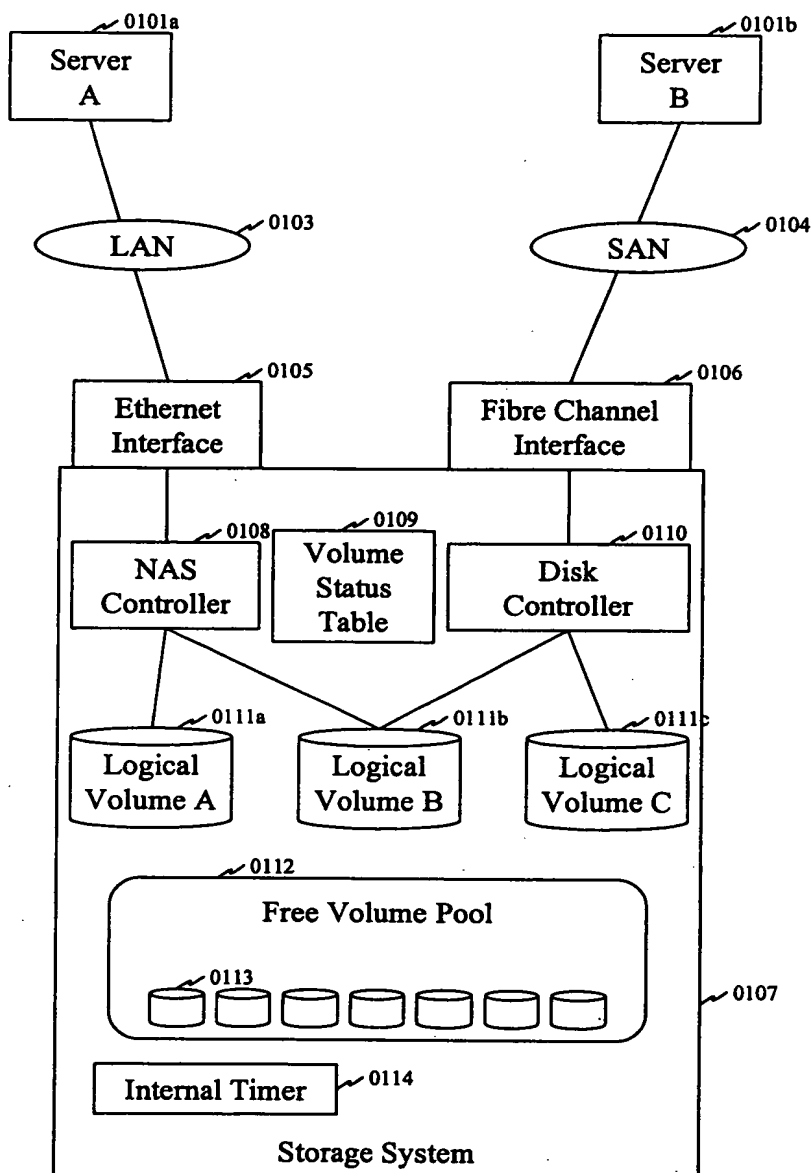 0101a
Server
A
0101b
Server
B
0103
LAN
0104
SAN
0105
Ethernet
Interface
0106
Fibre Channel
Interface
0108
NAS
Controller
0109
Volume
Status
Table
0110
Disk
Controller
0111a
Logical
Volume A
0111b
Logical
Volume B
0111c
Logical
Volume C
0112
Free Volume Pool
0113
0107
Internal Timer
0114
Storage System